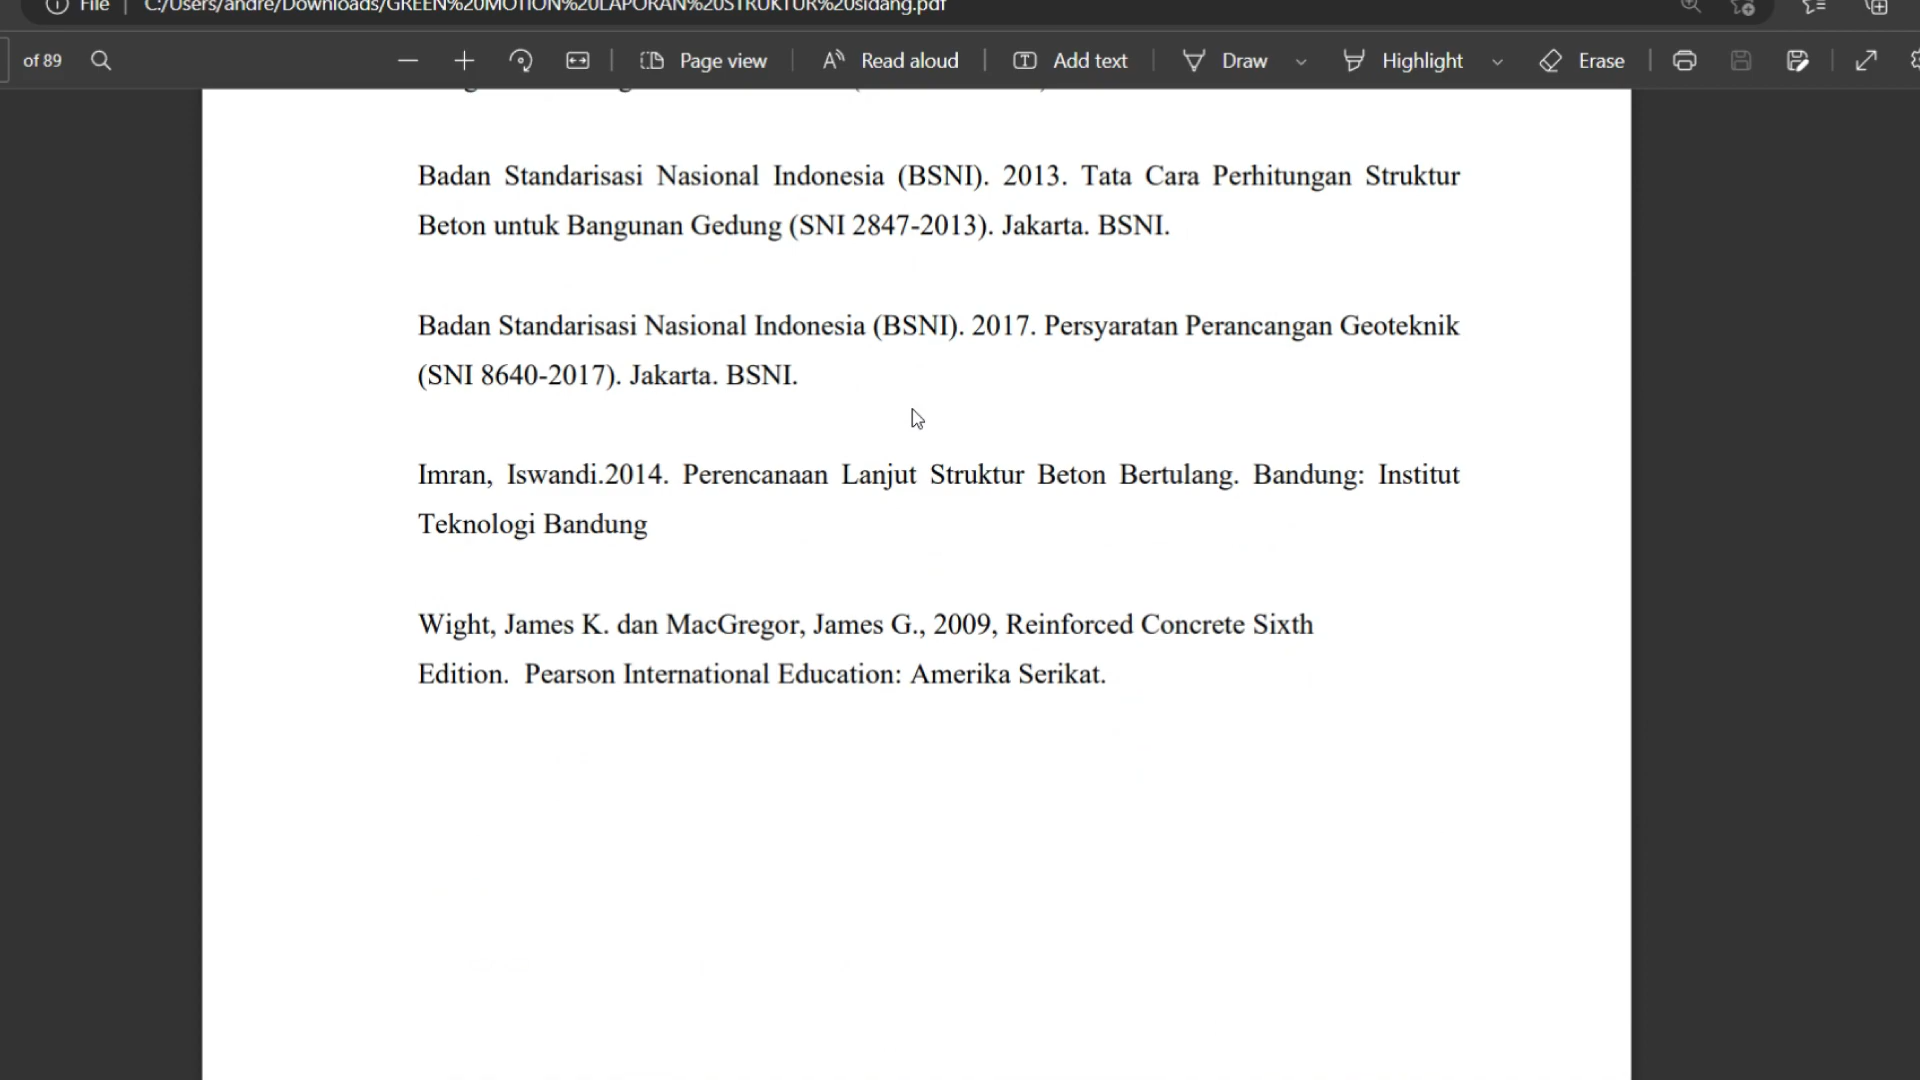 File
C:/Users/andre/Downloads/GREEN%20MOTION%20LAPORAN%20STRUKTUR%20sidang.pdf
of 89
Page view
Read aloud
Add text
Draw
Highlight
Erase
Badan Standarisasi Nasional Indonesia (BSNI). 2013. Tata Cara Perhitungan Struktur
Beton untuk Bangunan Gedung (SNI 2847-2013). Jakarta. BSNI.
Badan Standarisasi Nasional Indonesia (BSNI). 2017. Persyaratan Perancangan Geoteknik
(SNI 8640-2017). Jakarta. BSNI.
Imran, Iswandi.2014. Perencanaan Lanjut Struktur Beton Bertulang. Bandung: Institut
Teknologi Bandung
Wight, James K. dan MacGregor, James G., 2009, Reinforced Concrete Sixth
Edition.  Pearson International Education: Amerika Serikat.